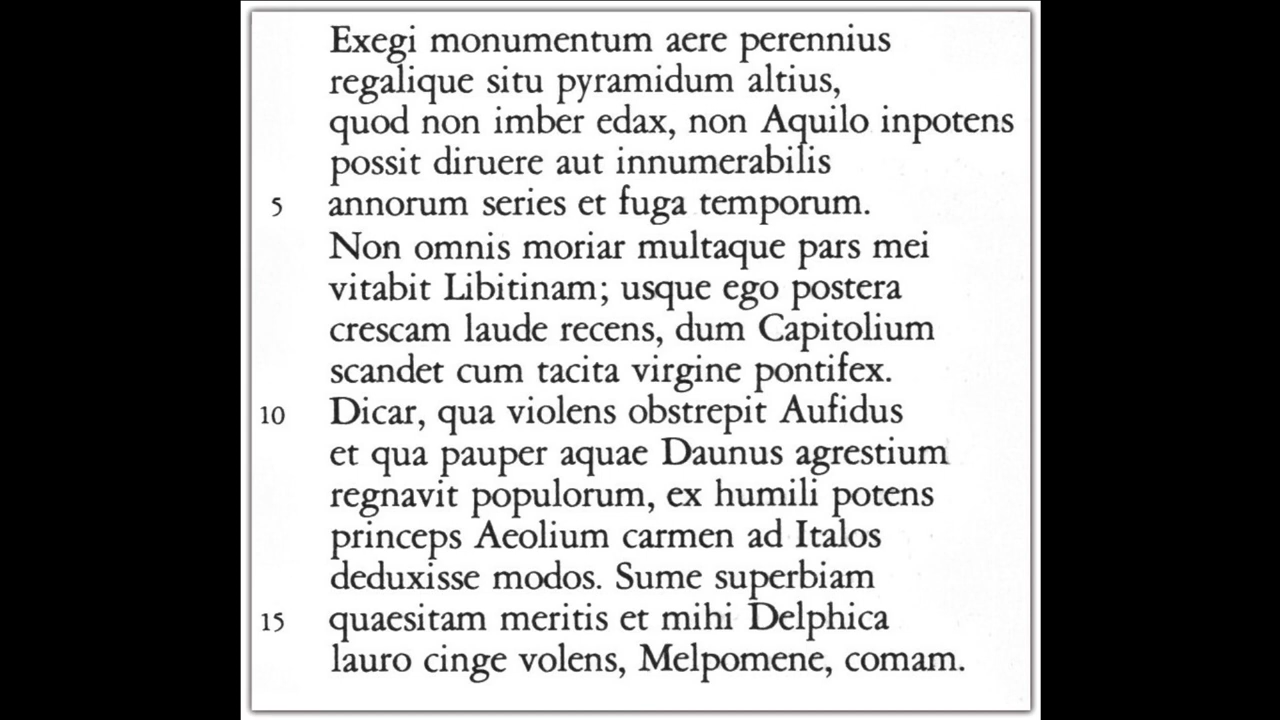 Exegi monumentum aere perennius
regalique situ pyramidum altius,
quod non imber edax, non Aquilo inpotens
possit diruere aut innumerabilis
5 annorum series et fuga temporum.
Non omnis moriar multaque pars mei
vitabit Libitinam; usque ego postera
crescam laude recens, dum Capitolium
scandet cum tacita virgine pontifex.
10 Dicar, qua violens obstrepit Aufidus
et qua pauper aquae Daunus agrestium
regnavit populorum, ex humili potens
princeps Aeolium carmen ad Italos
deduxisse modos. Sume superbiam
15 quaesitam meritis et mihi Delphica
lauro cinge volens, Melpomene, comam.